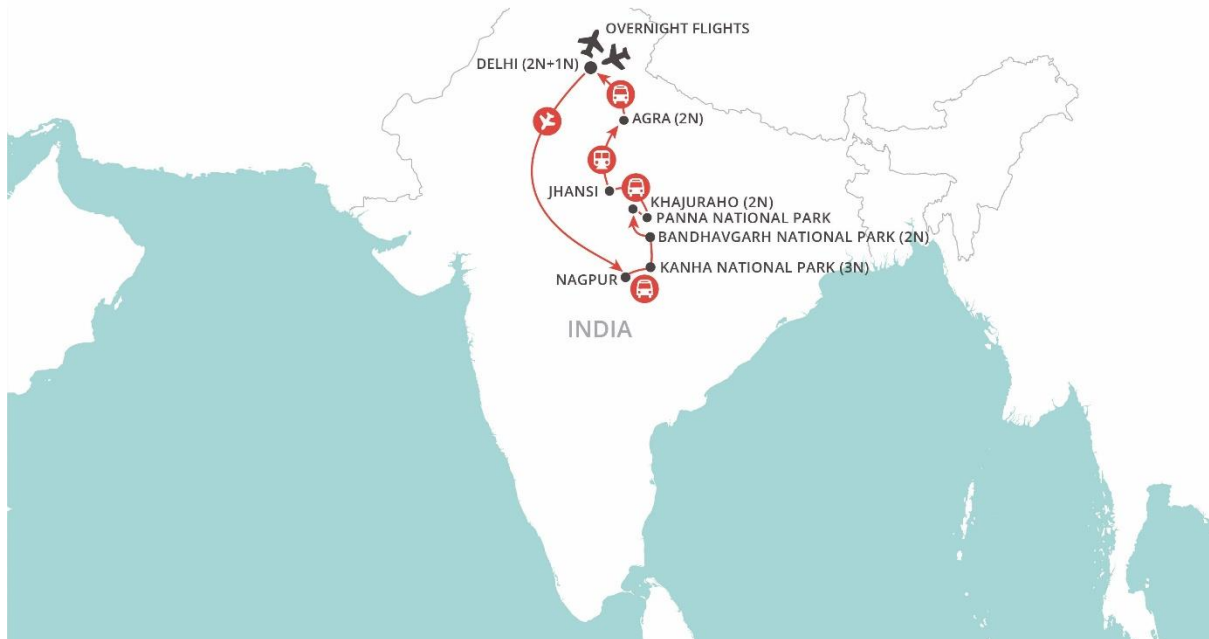 OVERNIGHT FLIGHTS
DELHI (2N+1N)
AGRA (2N)
JHANSI
KHAJURAHO (2N)
PANNA NATIONAL PARK
BANDHAVGARH NATIONAL PARK (2N)
KANHA NATIONAL PARK (3N)
NAGPUR
INDIA